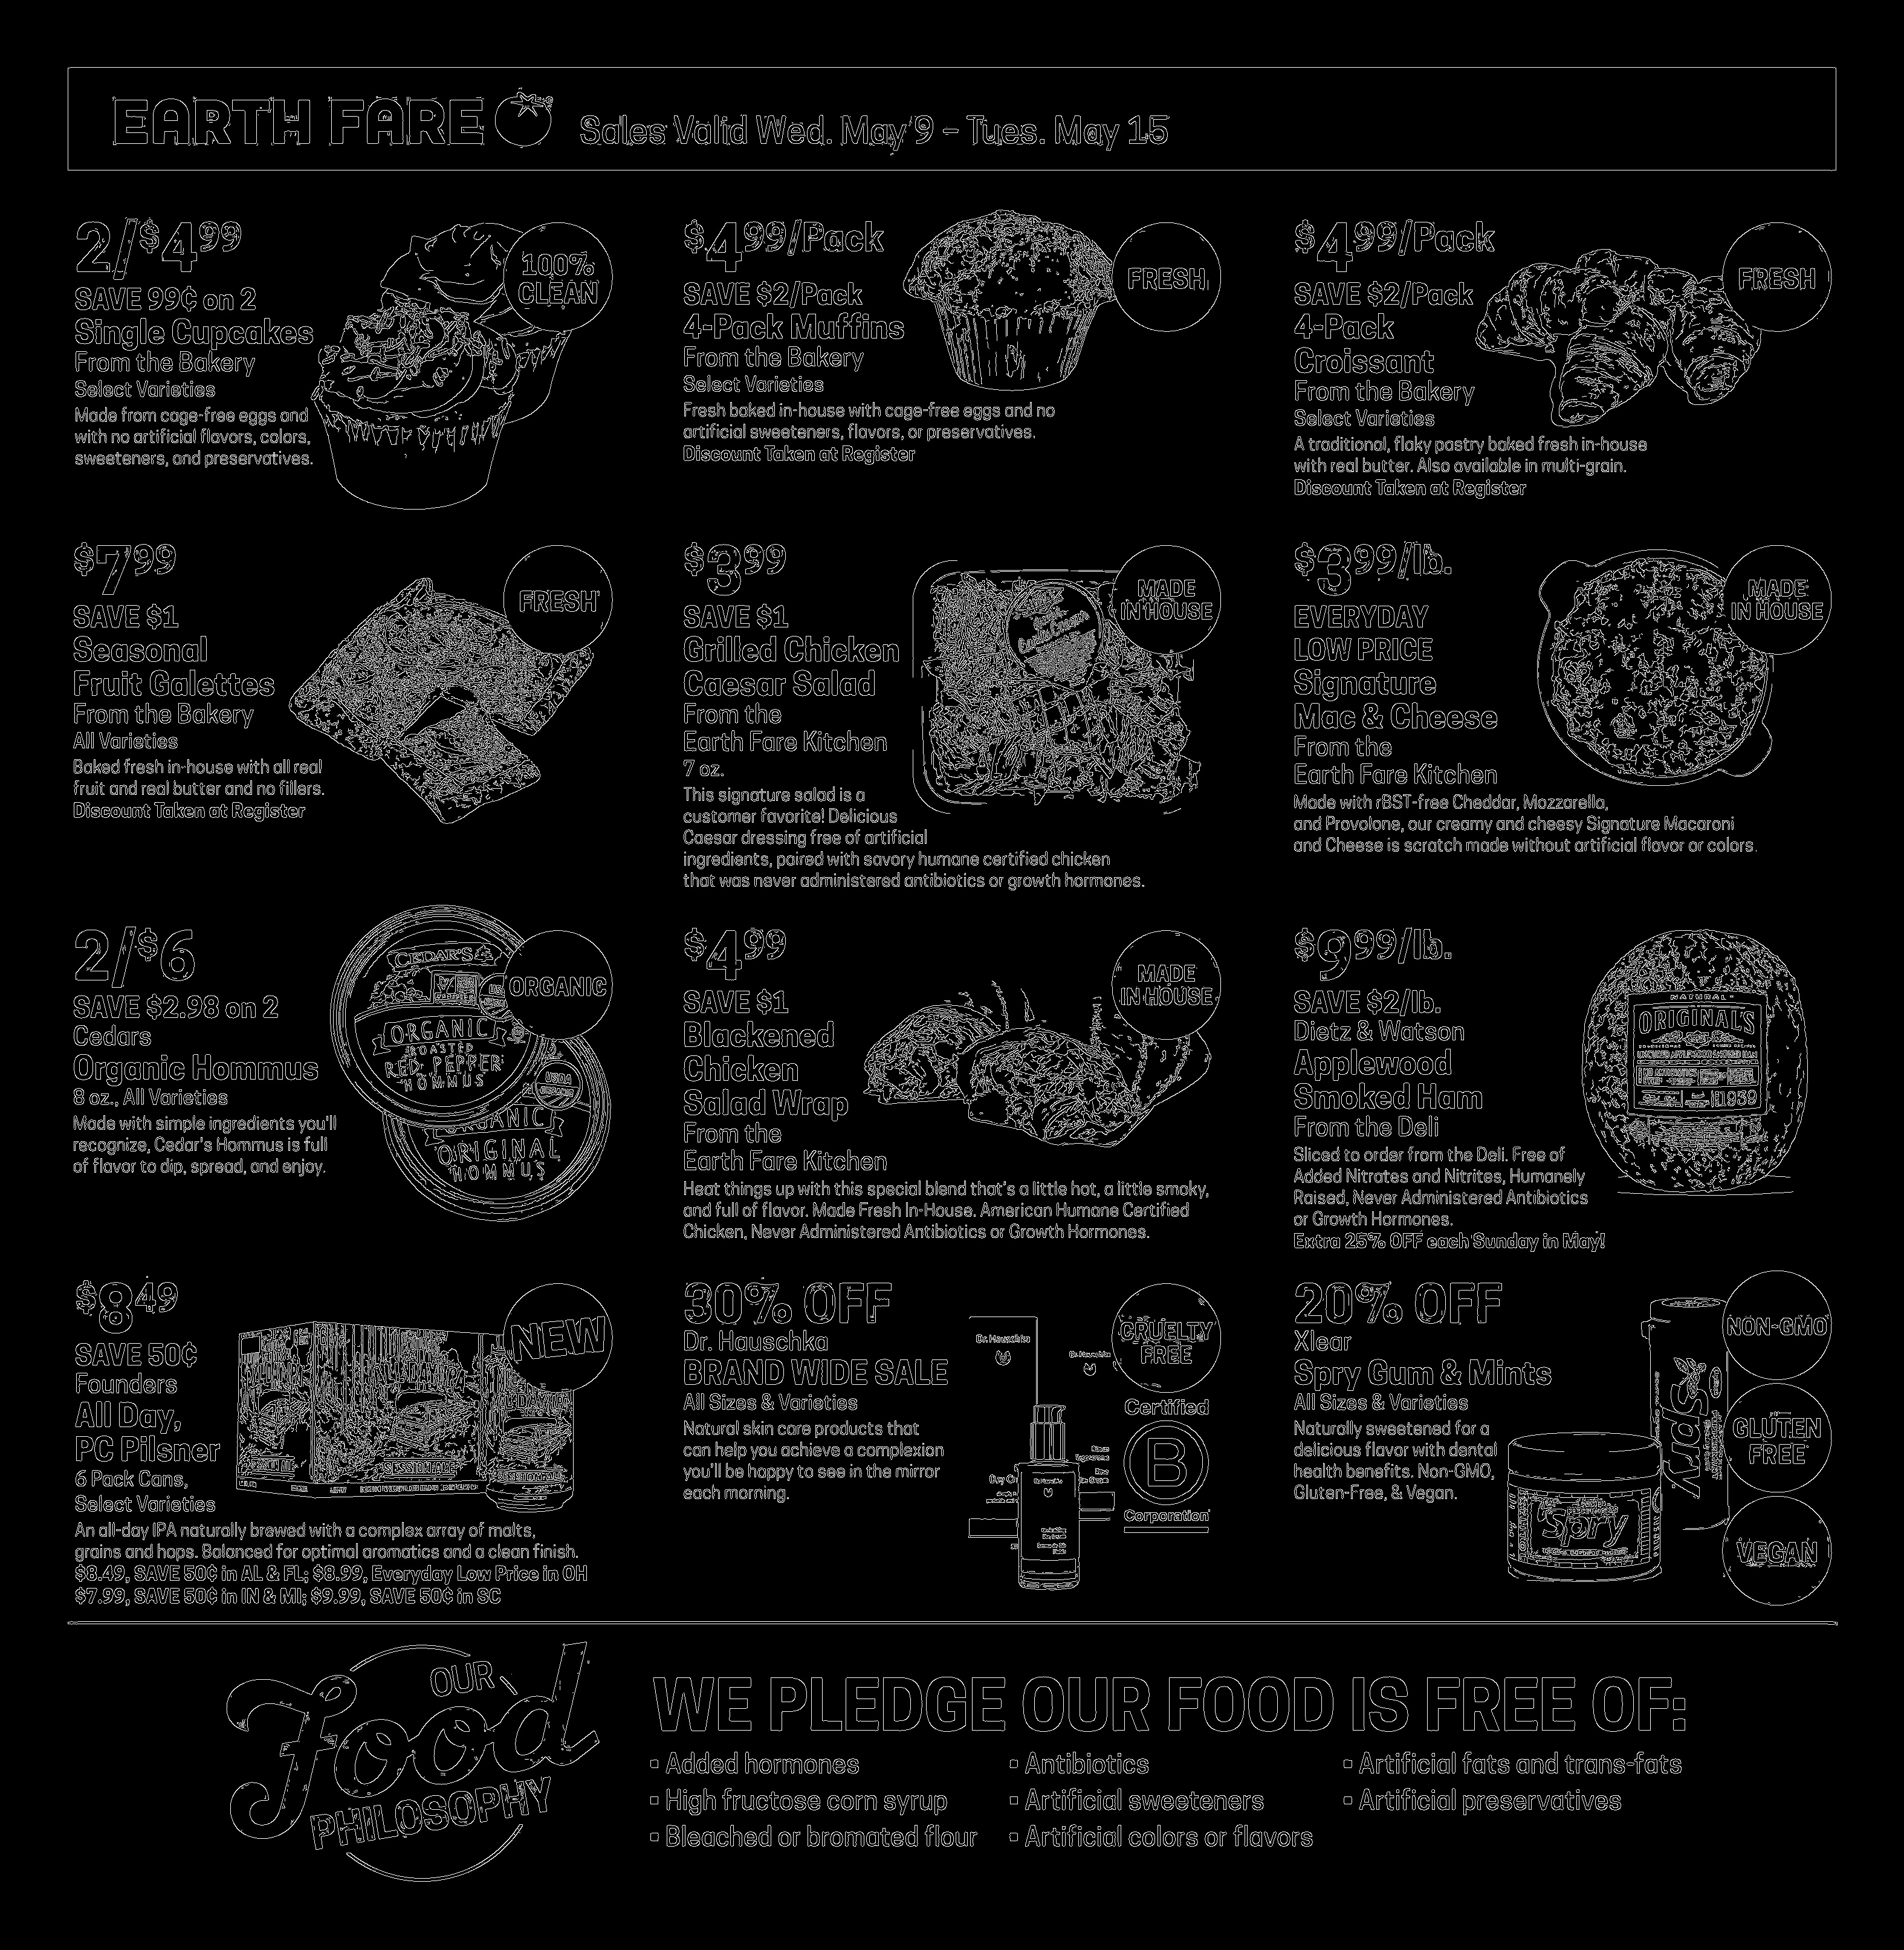 EARTH FARE Sales Valid Wed. May 9 – Tues. May 15
2/$4.99
SAVE 99¢ on 2
Single Cupcakes
From the Bakery
Select Varieties
Made from cage-free eggs and
with no artificial flavors, colors,
sweeteners, and preservatives.
100%
CLEAN
$4.99/Pack
SAVE $2/Pack
4-Pack Muffins
From the Bakery
Select Varieties
Fresh baked in-house with cage-free eggs and no
artificial sweeteners, flavors, or preservatives.
Discount Taken at Register
FRESH
$4.99/Pack
SAVE $2/Pack
4-Pack
Croissant
From the Bakery
Select Varieties
A traditional, flaky pastry baked fresh in-house
with real butter. Also available in multi-grain.
Discount Taken at Register
FRESH
$7.99
SAVE $1
Seasonal
Fruit Galettes
From the Bakery
All Varieties
Baked fresh in-house with all real
fruit and real butter and no fillers.
Discount Taken at Register
FRESH
$3.99
SAVE $1
Grilled Chicken
Caesar Salad
From the
Earth Fare Kitchen
7 oz.
This signature salad is a
customer favorite! Delicious
Caesar dressing free of artificial
ingredients, paired with savory humane certified chicken
that was never administered antibiotics or growth hormones.
MADE
IN HOUSE
$3.99/lb.
EVERYDAY
LOW PRICE
Signature
Mac & Cheese
From the
Earth Fare Kitchen
Made with rBST-free Cheddar, Mozzarella,
and Provolone, our creamy and cheesy Signature Macaroni
and Cheese is scratch made without artificial flavor or colors.
MADE
IN HOUSE
2/$6
SAVE $2.98 on 2
Cedars
Organic Hommus
8 oz., All Varieties
Made with simple ingredients you'll
recognize, Cedar's Hommus is full
of flavor to dip, spread, and enjoy.
CEDAR'S
ORGANIC
ROASTED
RED PEPPER
HOMMUS
USDA
ORGANIC
ORIGINAL
HOMMUS
ORGANIC
$4.99
SAVE $1
Blackened
Chicken
Salad Wrap
From the
Earth Fare Kitchen
Heat things up with this special blend that's a little hot, a little smoky,
and full of flavor. Made Fresh In-House. American Humane Certified
Chicken, Never Administered Antibiotics or Growth Hormones.
MADE
IN HOUSE
$9.99/lb.
SAVE $2/lb.
Dietz & Watson
Applewood
Smoked Ham
From the Deli
Sliced to order from the Deli. Free of
Added Nitrates and Nitrites, Humanely
Raised, Never Administered Antibiotics
or Growth Hormones.
Extra 25% OFF each Sunday in May!
NATURAL
ORIGINALS
1939
$8.49
SAVE 50¢
Founders
All Day,
PC Pilsner
6 Pack Cans,
Select Varieties
An all-day IPA naturally brewed with a complex array of malts,
grains and hops. Balanced for optimal aromatics and a clean finish.
$8.49, SAVE 50¢ in AL & FL; $8.99, Everyday Low Price in OH
$7.99, SAVE 50¢ in IN & MI; $9.99, SAVE 50¢ in SC
NEW
30% OFF
Dr. Hauschka
BRAND WIDE SALE
All Sizes & Varieties
Natural skin care products that
can help you achieve a complexion
you'll be happy to see in the mirror
each morning.
Dr. Hauschka
Dr. Hauschka
CRUELTY
FREE
Certified
B
Corporation
20% OFF
Xlear
Spry Gum & Mints
All Sizes & Varieties
Naturally sweetened for a
delicious flavor with dental
health benefits. Non-GMO,
Gluten-Free, & Vegan.
Spry
Spry
NON-GMO
GLUTEN
FREE
VEGAN
OUR
Food
PHILOSOPHY
WE PLEDGE OUR FOOD IS FREE OF:
• Added hormones
• High fructose corn syrup
• Bleached or bromated flour
• Antibiotics
• Artificial sweeteners
• Artificial colors or flavors
• Artificial fats and trans-fats
• Artificial preservatives